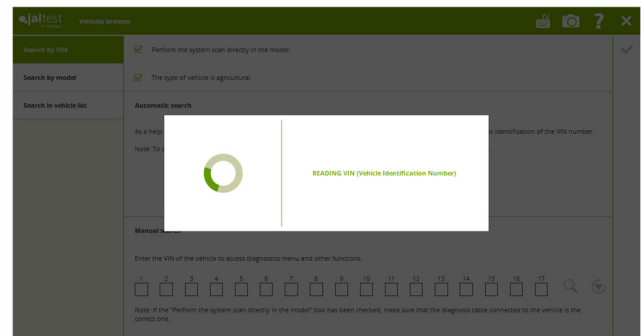 jaltest Vehicles browser
Search by VIN
Search by model
Search in vehicle list
Perform the system scan directly in the model.
The type of vehicle is agricultural
Automatic search
As a help
ic identification of the VIN number.
Note: To
READING VIN (Vehicle Identification Number)
Manual search
Enter the VIN of the vehicle to access diagnostics menu and other functions.
1 2 3 4 5 6 7 8 9 10 11 12 13 14 15 16 17
Note: If the "Perform the system scan directly in the model" box has been checked, make sure that the diagnosis cable connected to the vehicle is the
correct one.